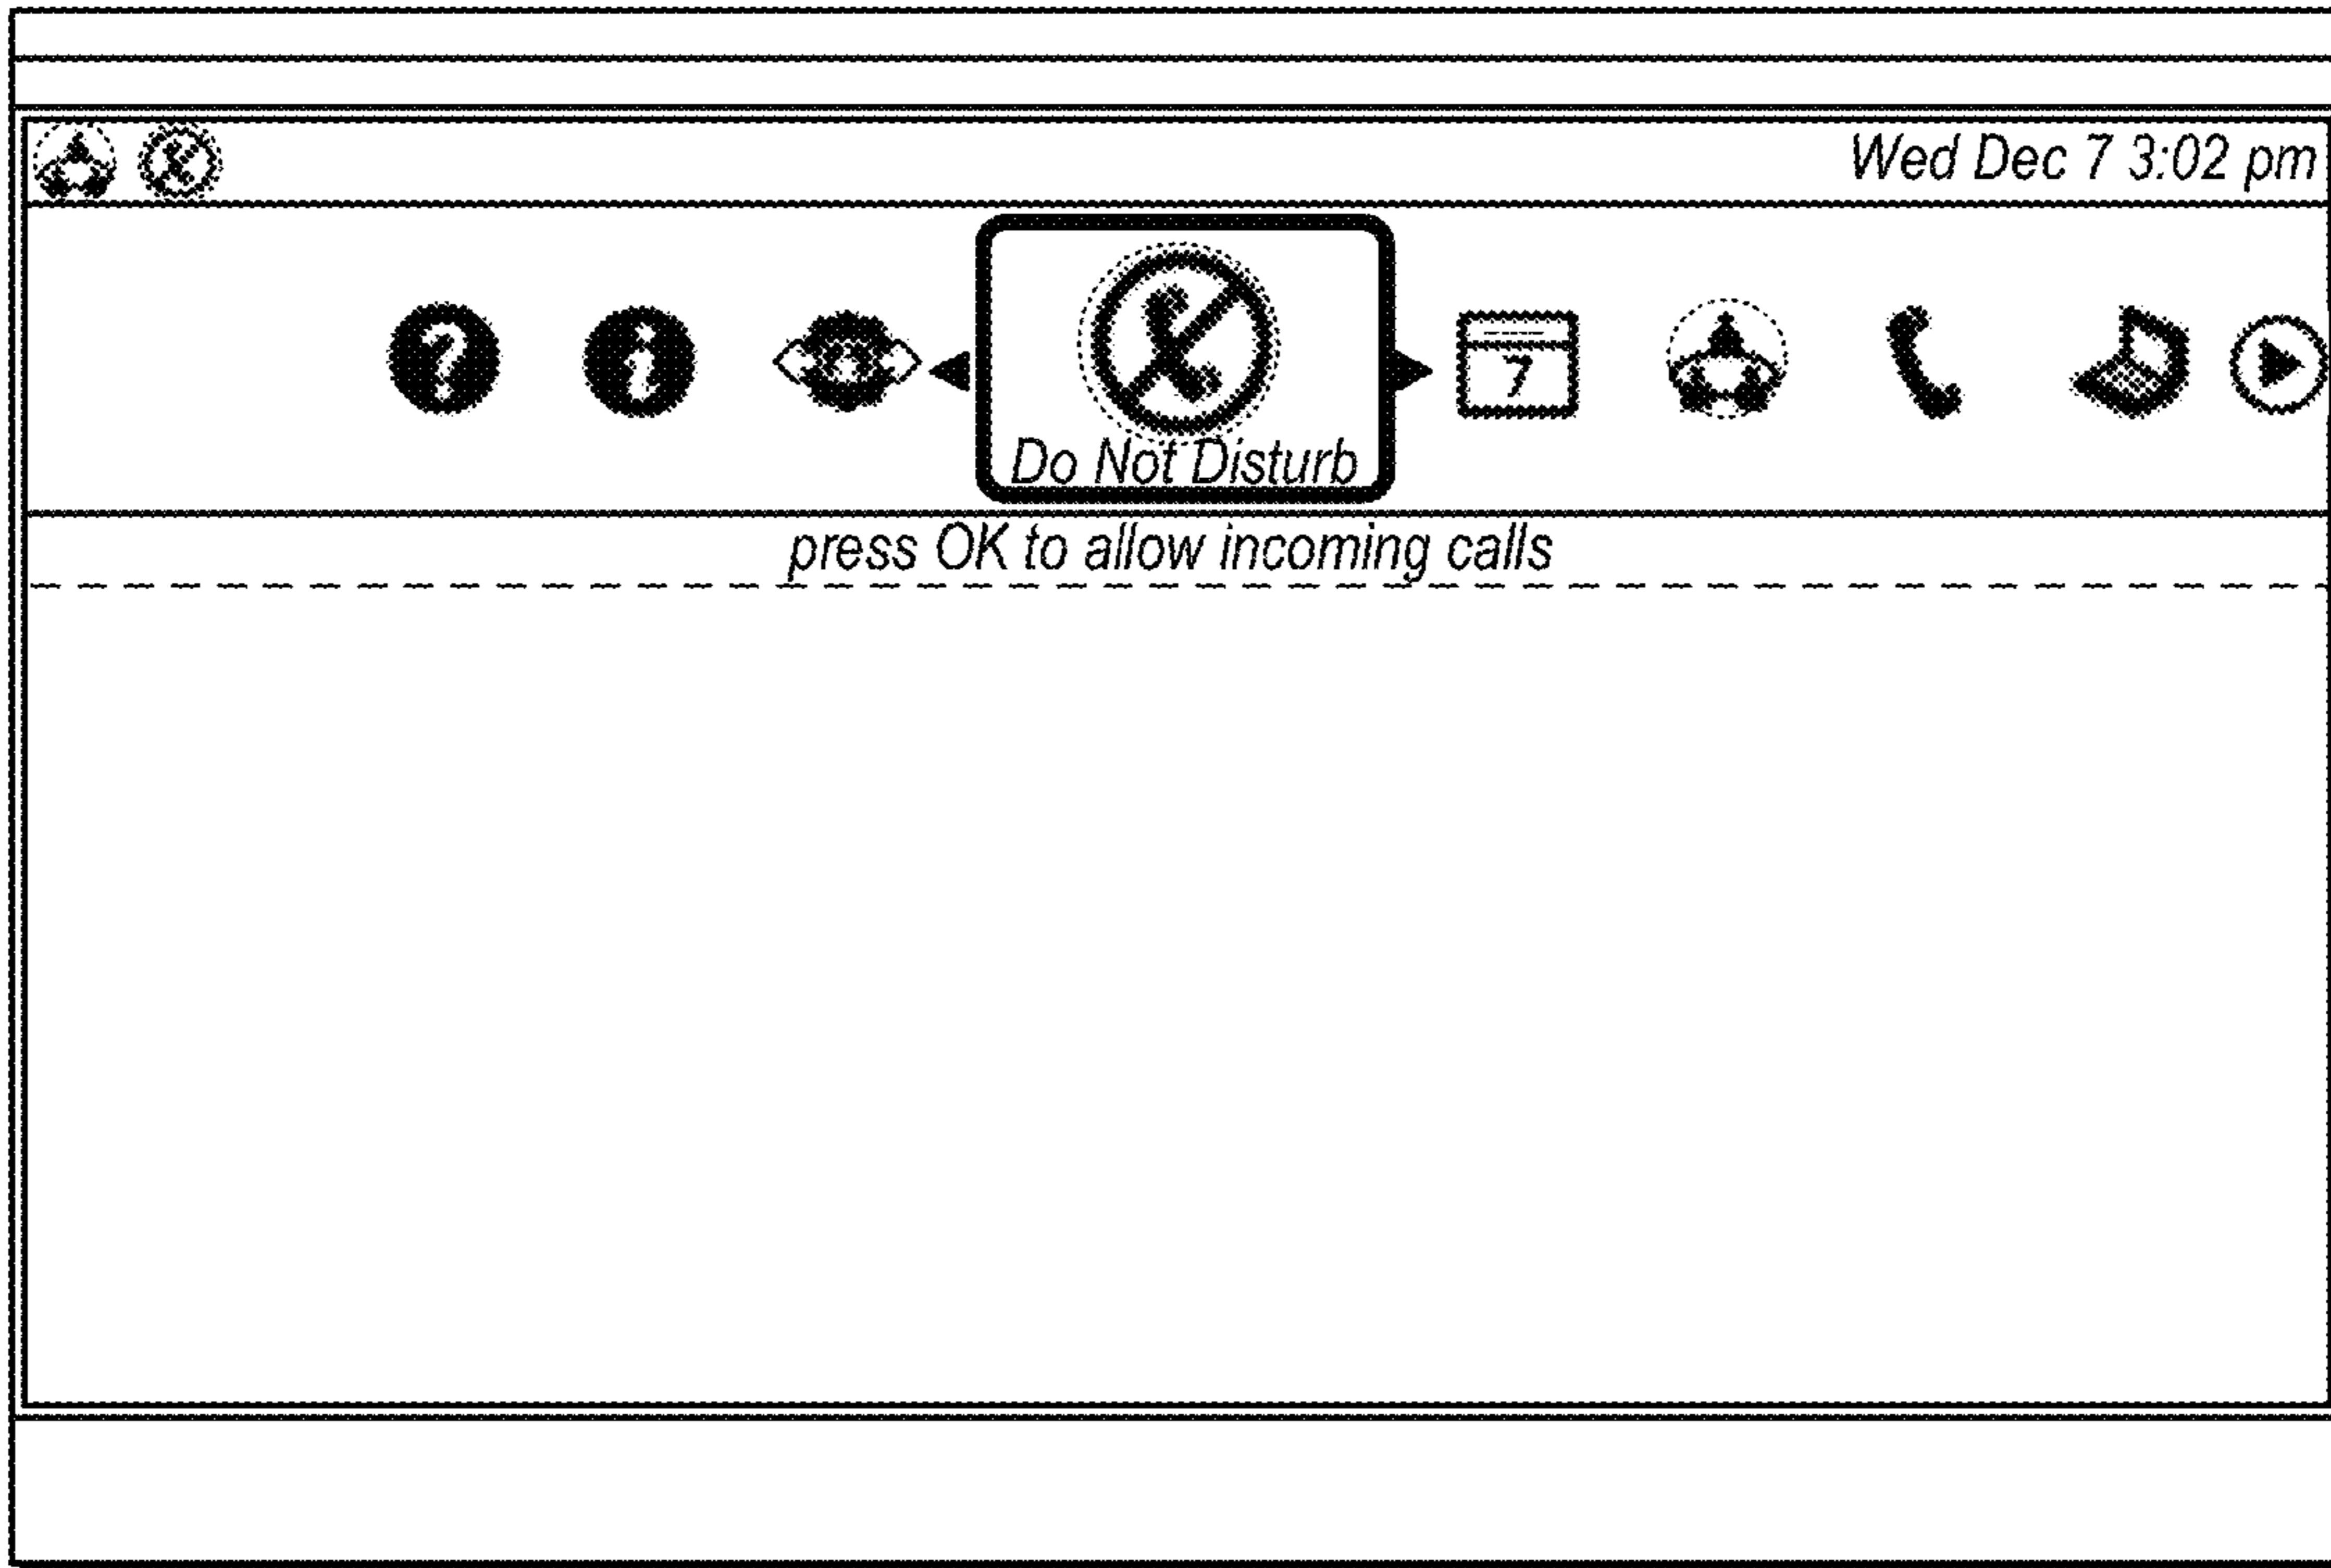 Wed Dec 7 3:02 pm
? i 7
Do Not Disturb
press OK to allow incoming calls